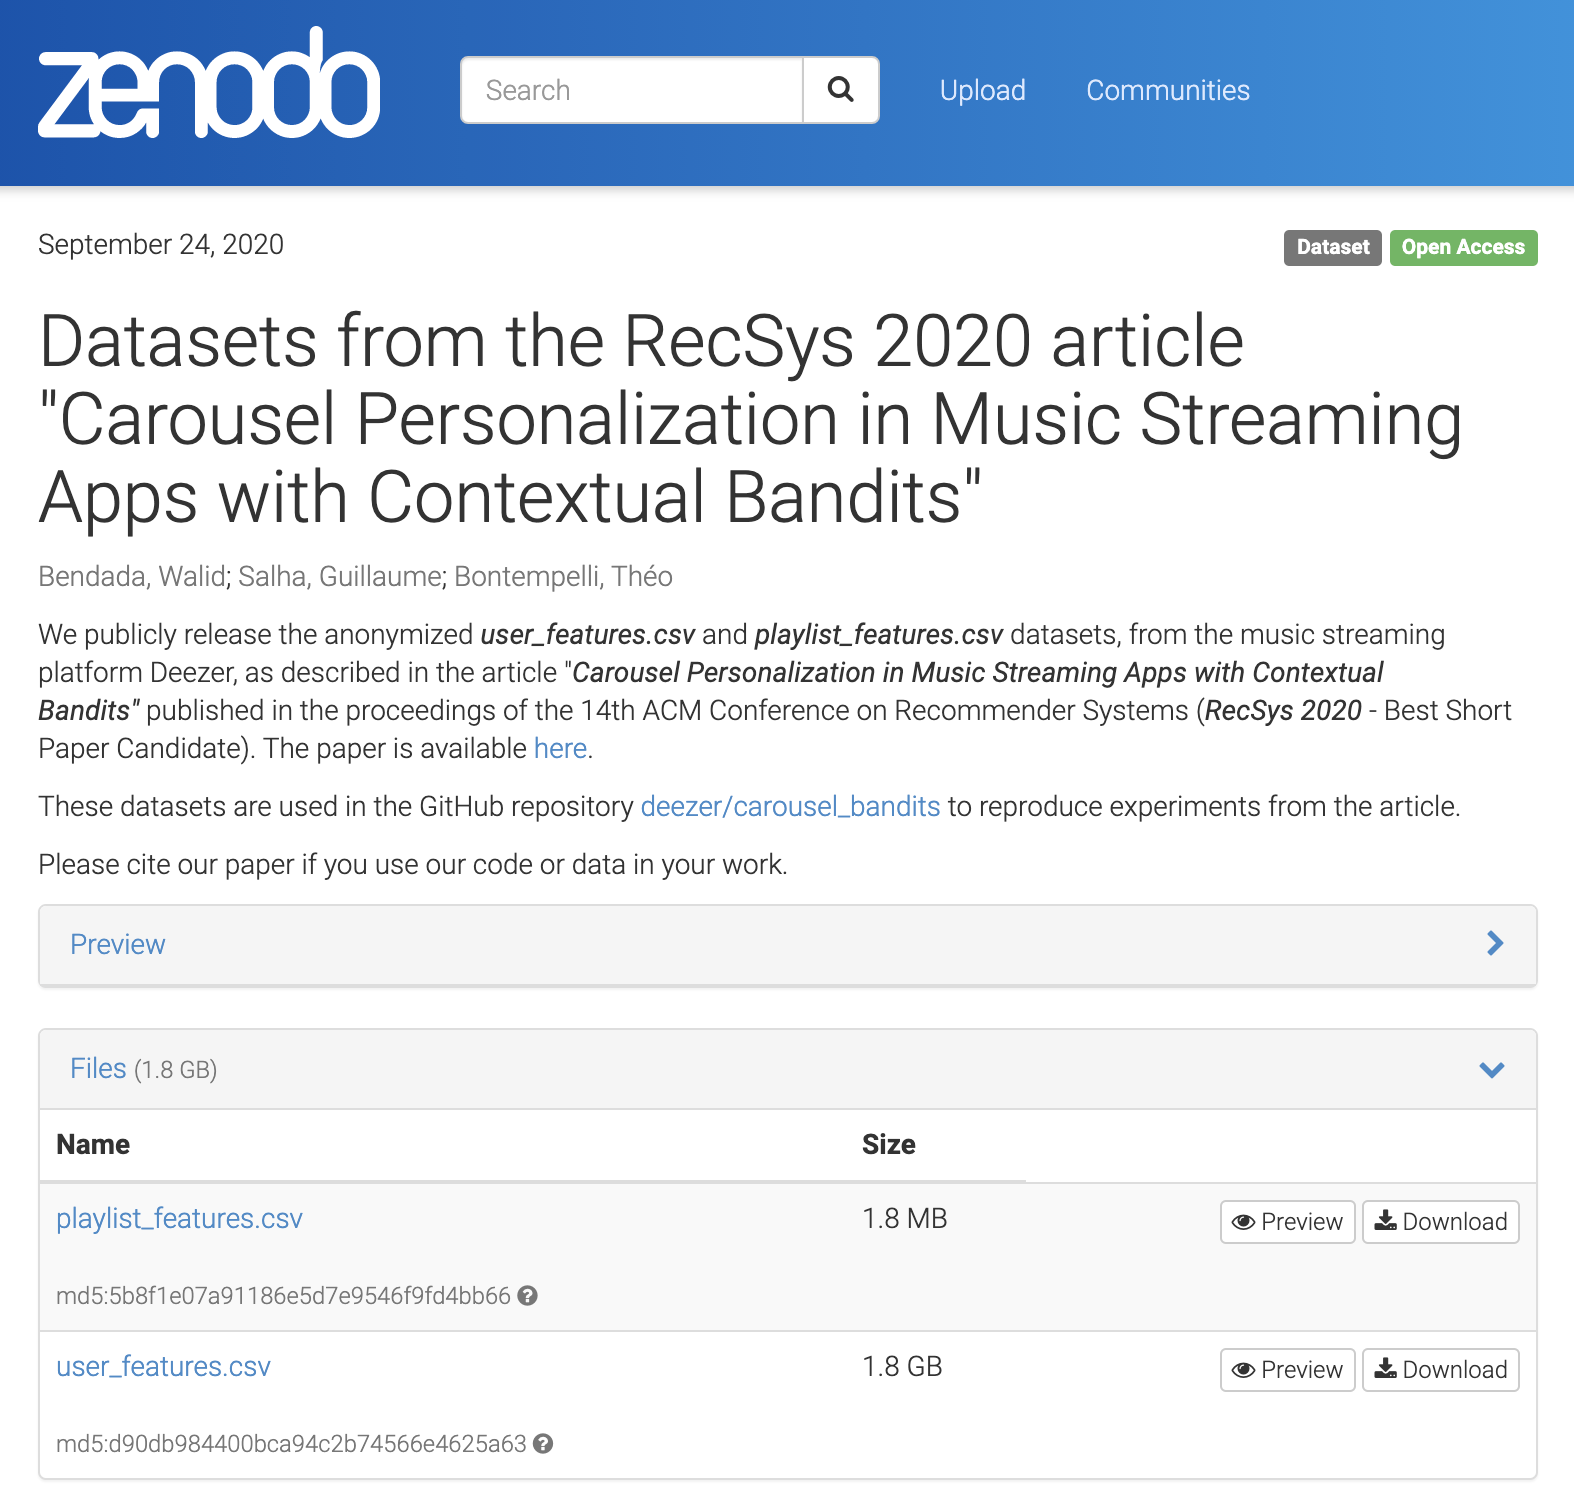 zenodo
Search
Upload
Communities
September 24, 2020
Dataset
Open Access
Datasets from the RecSys 2020 article
"Carousel Personalization in Music Streaming
Apps with Contextual Bandits"
Bendada, Walid; Salha, Guillaume; Bontempelli, Théo
We publicly release the anonymized user_features.csv and playlist_features.csv datasets, from the music streaming
platform Deezer, as described in the article "Carousel Personalization in Music Streaming Apps with Contextual
Bandits" published in the proceedings of the 14th ACM Conference on Recommender Systems (RecSys 2020 - Best Short
Paper Candidate). The paper is available here.
These datasets are used in the GitHub repository deezer/carousel_bandits to reproduce experiments from the article.
Please cite our paper if you use our code or data in your work.
Preview
Files (1.8 GB)
Name Size
playlist_features.csv 1.8 MB Preview Download
md5:5b8f1e07a91186e5d7e9546f9fd4bb66 ?
user_features.csv 1.8 GB Preview Download
md5:d90db984400bca94c2b74566e4625a63 ?